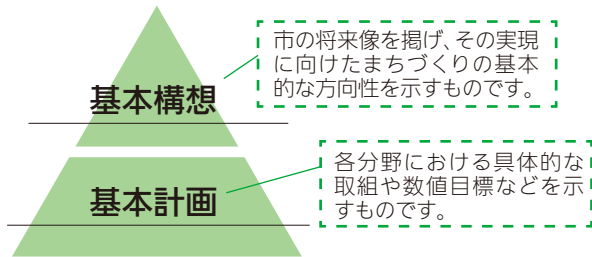 基本構想
市の将来像を掲げ、その実現
に向けたまちづくりの基本
的な方向性を示すものです。
基本計画
各分野における具体的な
取組や数値目標などを示
すものです。